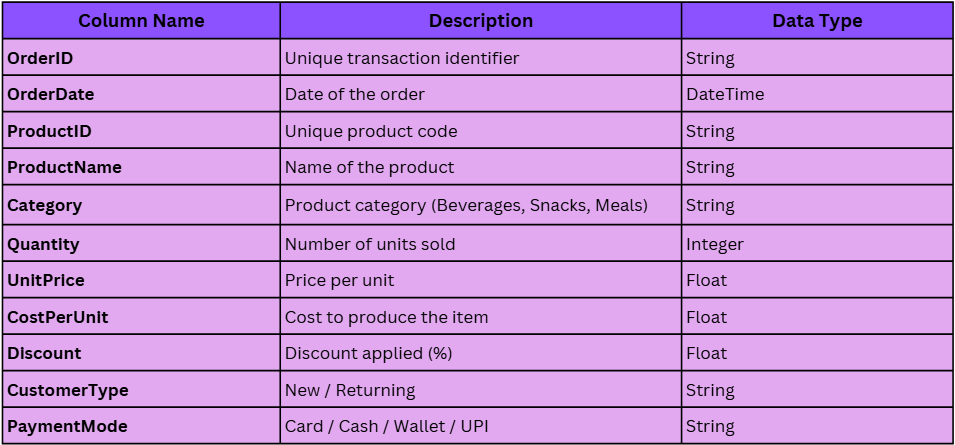 Column Name Description Data Type
OrderID Unique transaction identifier String
OrderDate Date of the order DateTime
ProductID Unique product code String
ProductName Name of the product String
Category Product category (Beverages, Snacks, Meals) String
Quantity Number of units sold Integer
UnitPrice Price per unit Float
CostPerUnit Cost to produce the item Float
Discount Discount applied (%) Float
CustomerType New / Returning String
PaymentMode Card / Cash / Wallet / UPI String